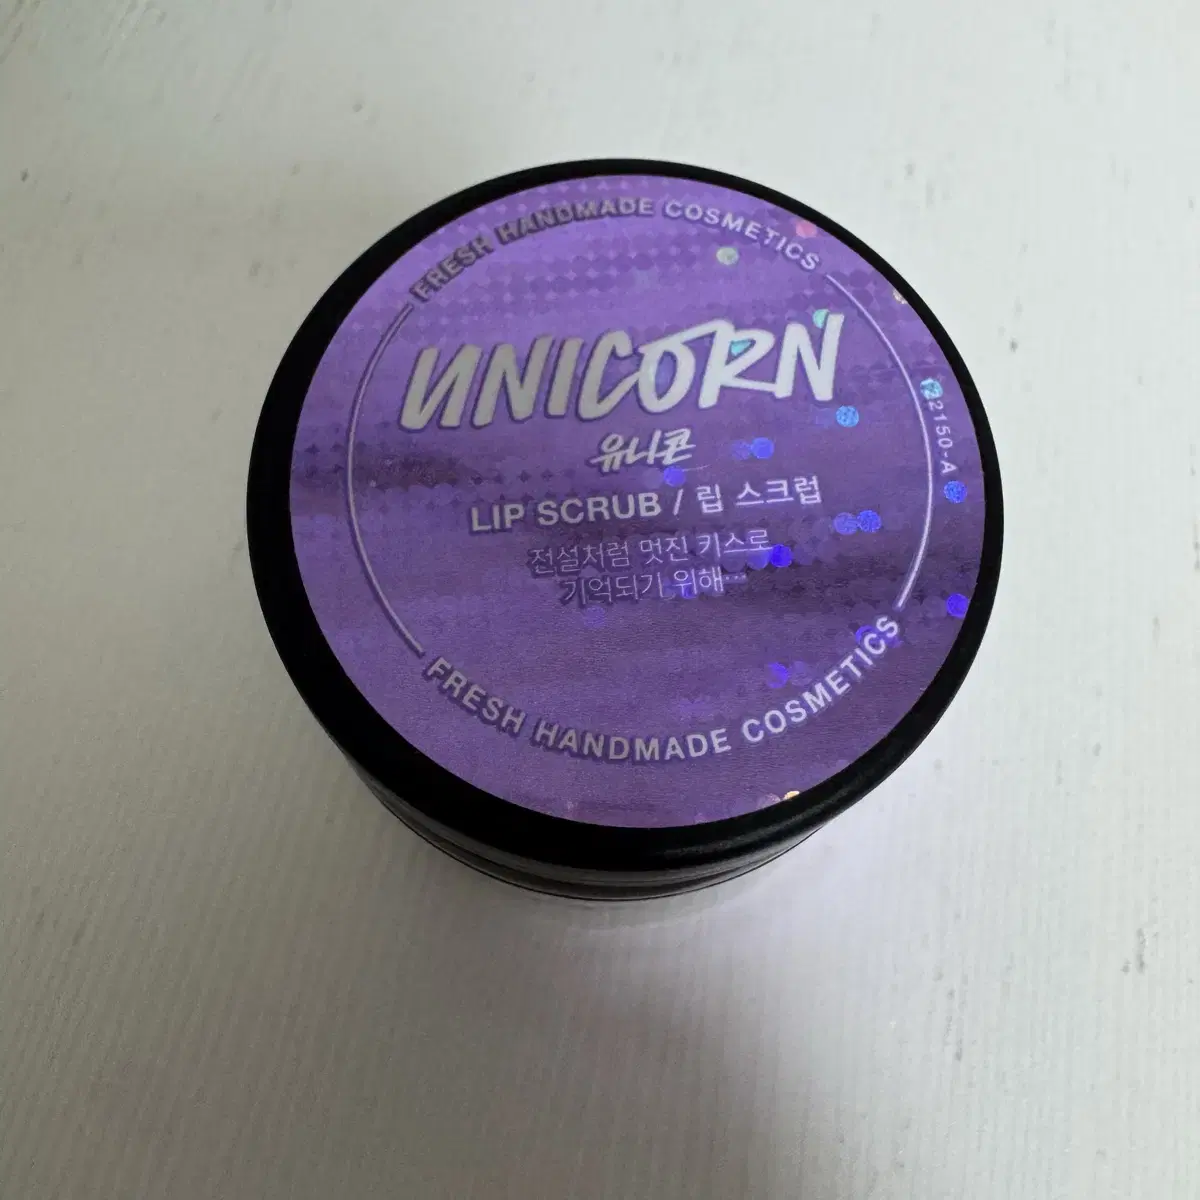 FRESH HANDMADE COSMETICS
UNICORN
유니콘
LIP SCRUB / 립 스크럽
전설처럼 멋진 키스로
기억되기 위해…
FRESH HANDMADE COSMETICS